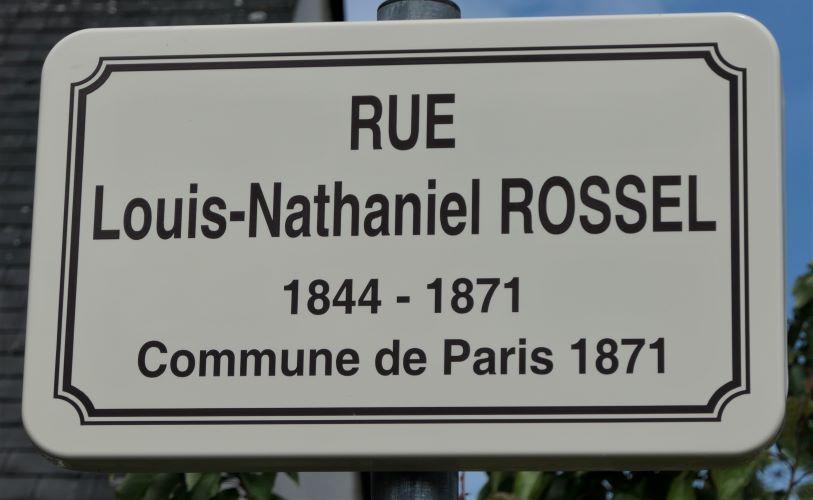 RUE
Louis-Nathaniel ROSSEL
1844 - 1871
Commune de Paris 1871